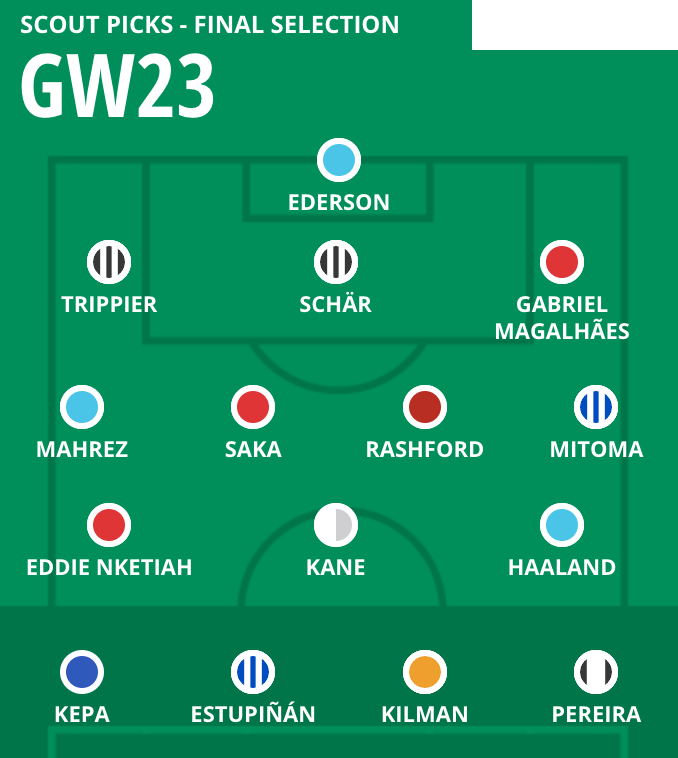 SCOUT PICKS - FINAL SELECTION
GW23
EDERSON
TRIPPIER
SCHÄR
GABRIEL
MAGALHÃES
MAHREZ
SAKA
RASHFORD
MITOMA
EDDIE NKETIAH
KANE
HAALAND
KEPA
ESTUPIÑÁN
KILMAN
PEREIRA